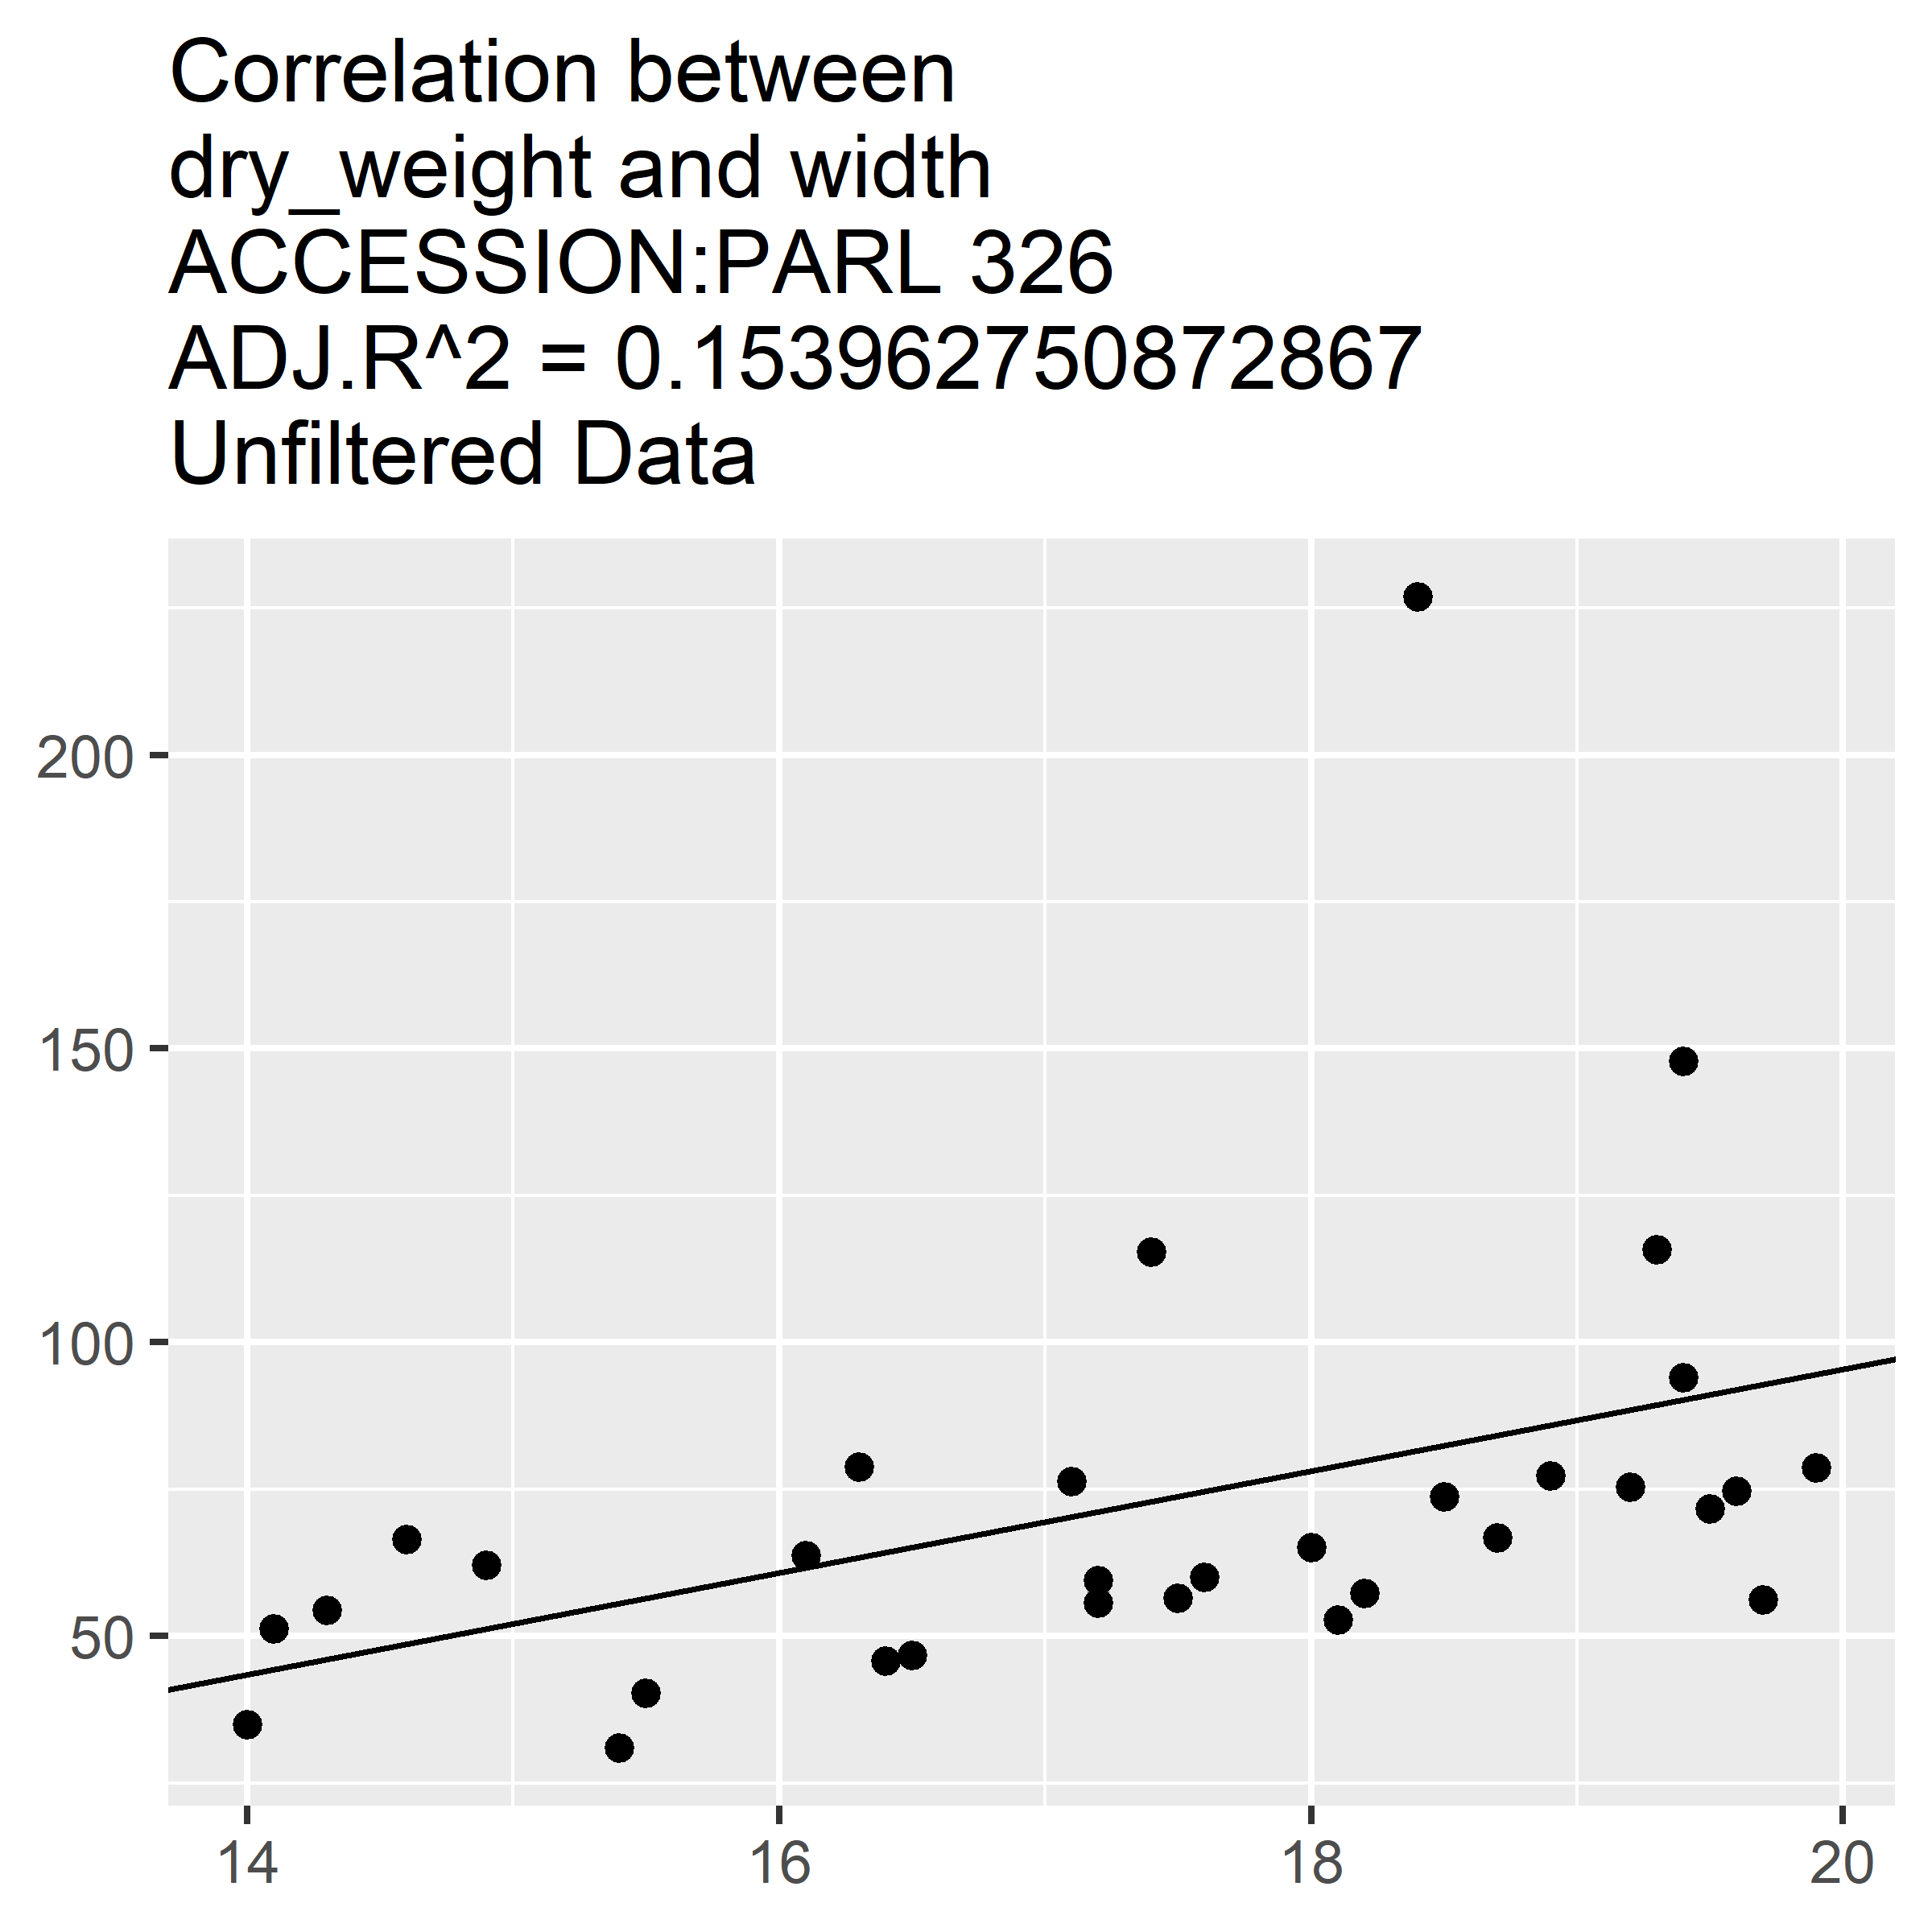 Correlation between
dry_weight and width
ACCESSION:PARL 326
ADJ.R^2 = 0.153962750872867
Unfiltered Data
200
150
100
50
14 16 18 20